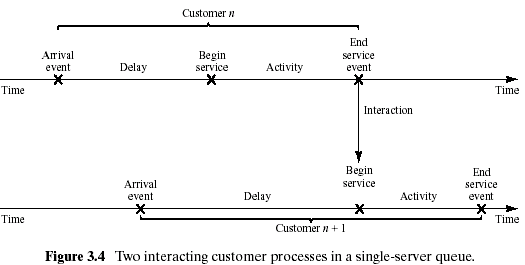 Customer n
Arrival
event
Delay
Begin
service
Activity
End
service
event
Time
Time
Interaction
Arrival
event
Delay
Begin
service
Activity
End
service
event
Time
Time
Customer n + 1
Figure 3.4 Two interacting customer processes in a single-server queue.